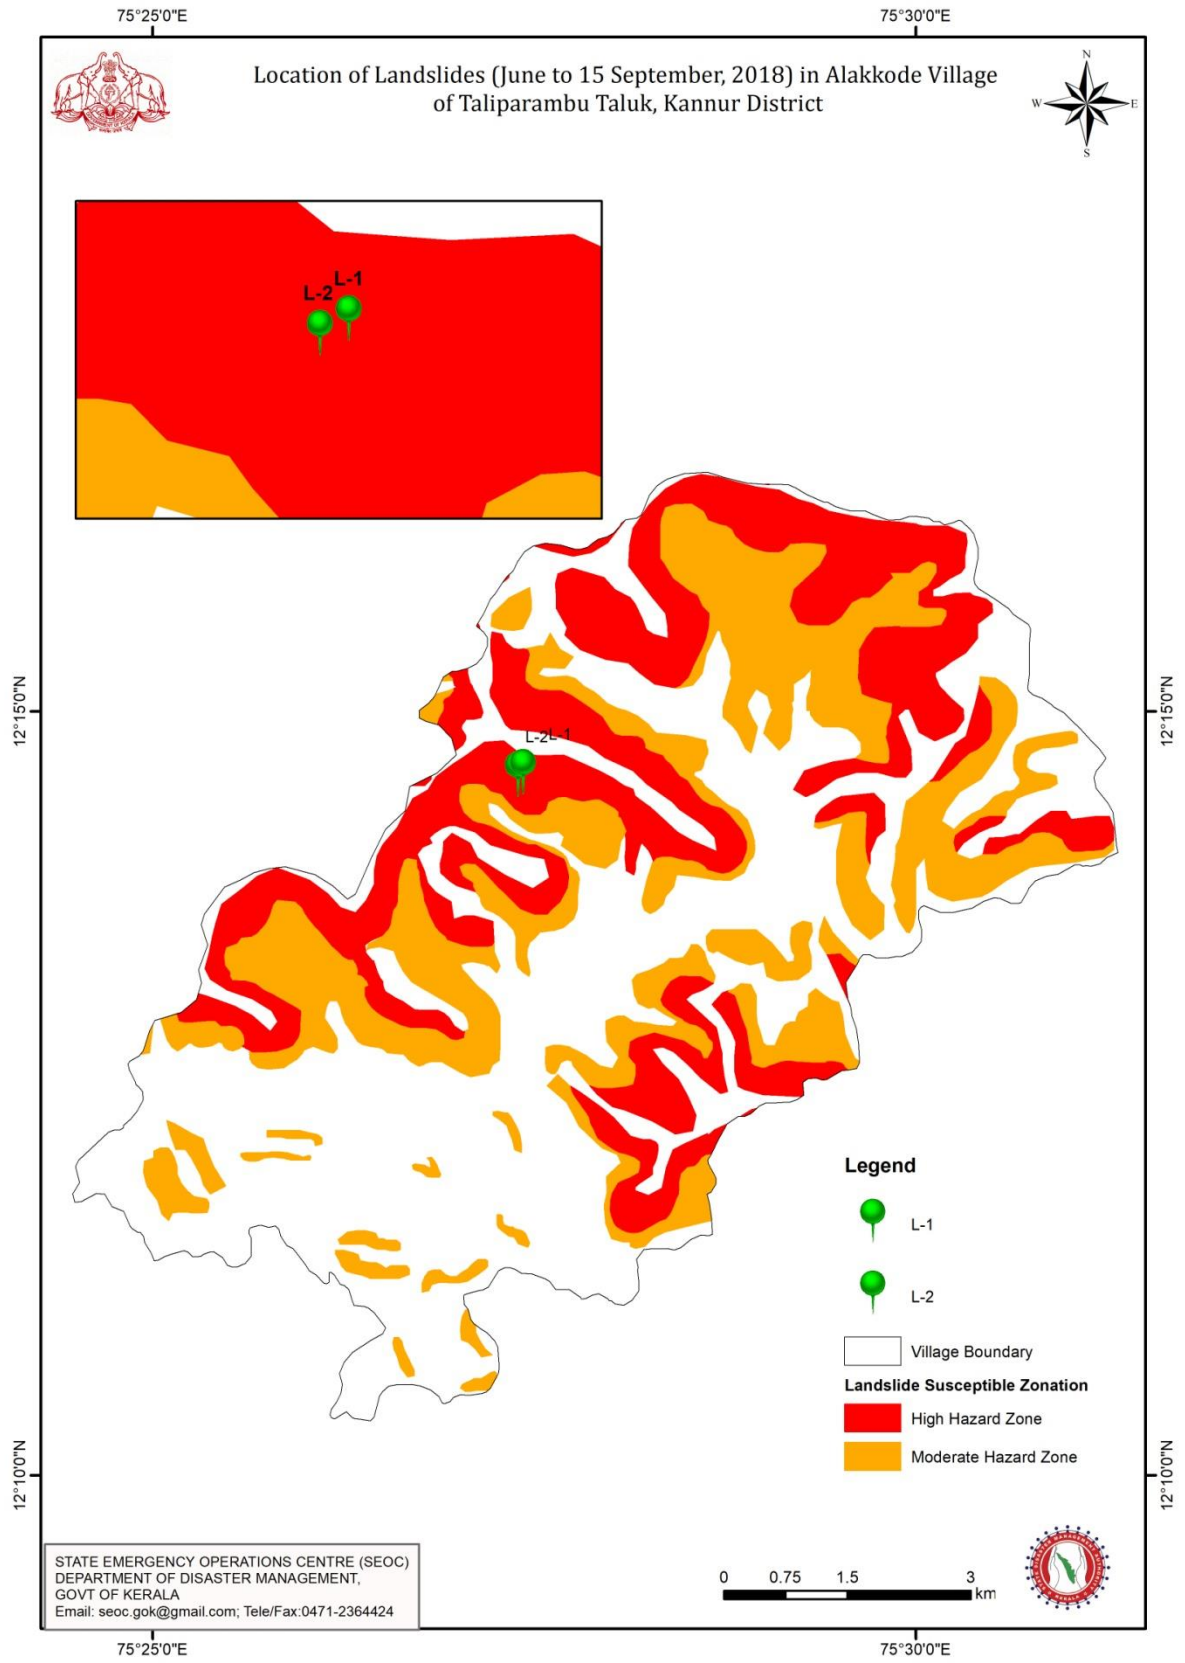 75°25'0"E
75°30'0"E
Location of Landslides (June to 15 September, 2018) in Alakkode Village
of Taliparambu Taluk, Kannur District
N
W
E
S
L-1
L-2
12°15'0"N
12°15'0"N
L-2L-1
Legend
L-1
L-2
Village Boundary
Landslide Susceptible Zonation
High Hazard Zone
Moderate Hazard Zone
12°10'0"N
12°10'0"N
STATE EMERGENCY OPERATIONS CENTRE (SEOC)
DEPARTMENT OF DISASTER MANAGEMENT,
GOVT OF KERALA
Email: seoc.gok@gmail.com; Tele/Fax:0471-2364424
0 0.75 1.5 3
km
75°25'0"E
75°30'0"E